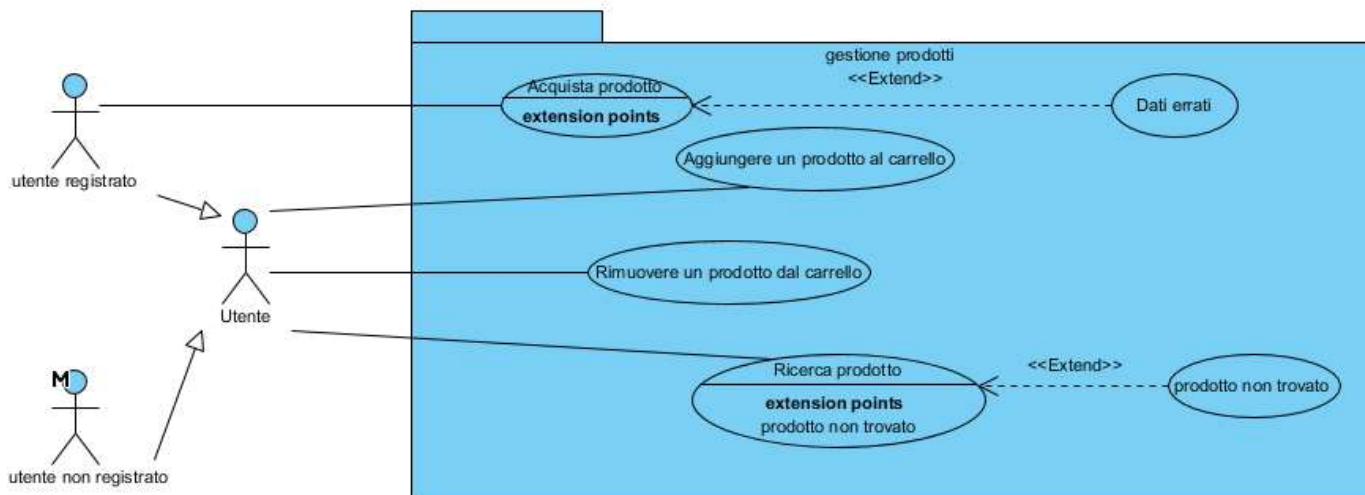 gestione prodotti
<<Extend>>
Acquista prodotto
extension points
Dati errati
Aggiungere un prodotto al carrello
utente registrato
Rimuovere un prodotto dal carrello
Utente
Ricerca prodotto
extension points
prodotto non trovato
<<Extend>>
prodotto non trovato
M
utente non registrato